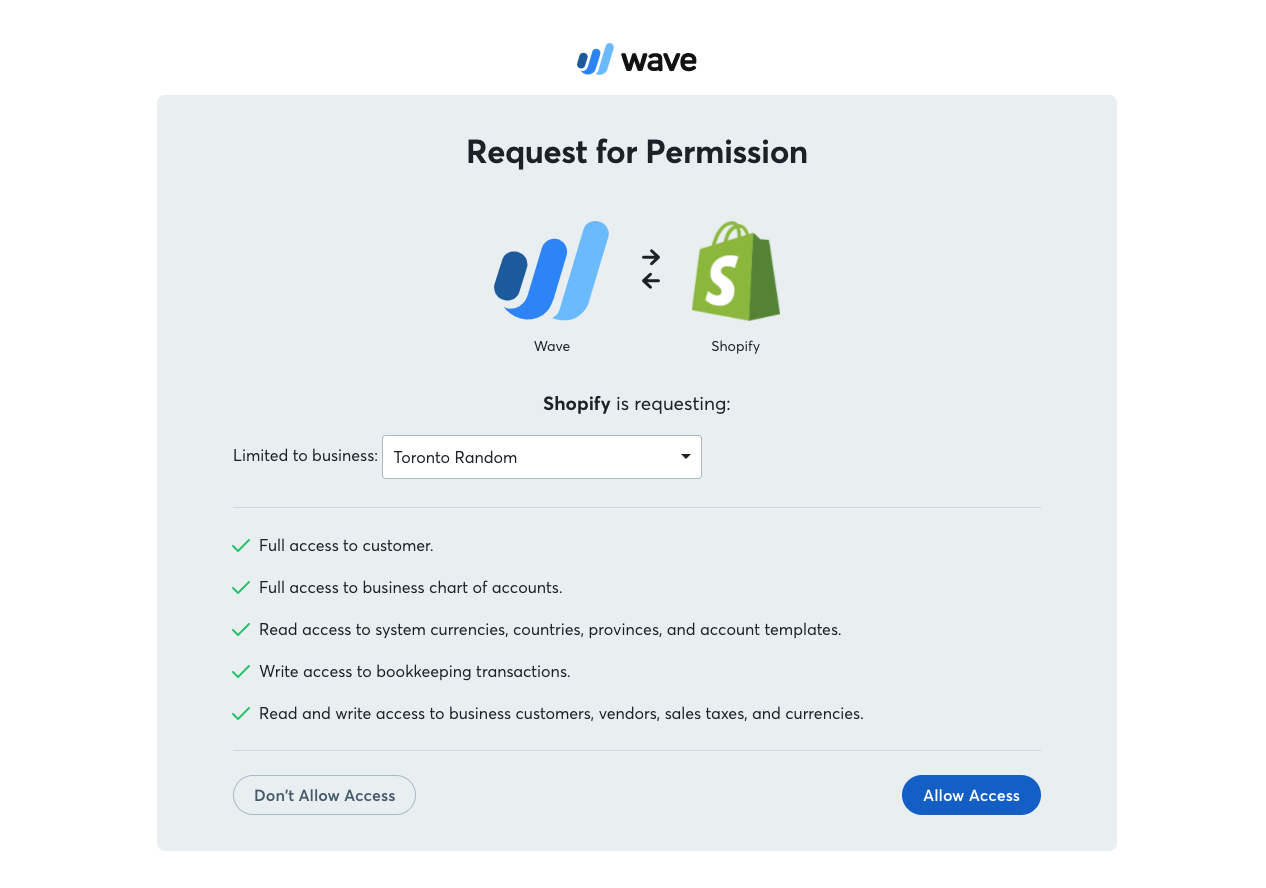 wave
Request for Permission
Wave
Shopify
Shopify is requesting:
Limited to business: Toronto Random
Full access to customer.
Full access to business chart of accounts.
Read access to system currencies, countries, provinces, and account templates.
Write access to bookkeeping transactions.
Read and write access to business customers, vendors, sales taxes, and currencies.
Don't Allow Access
Allow Access